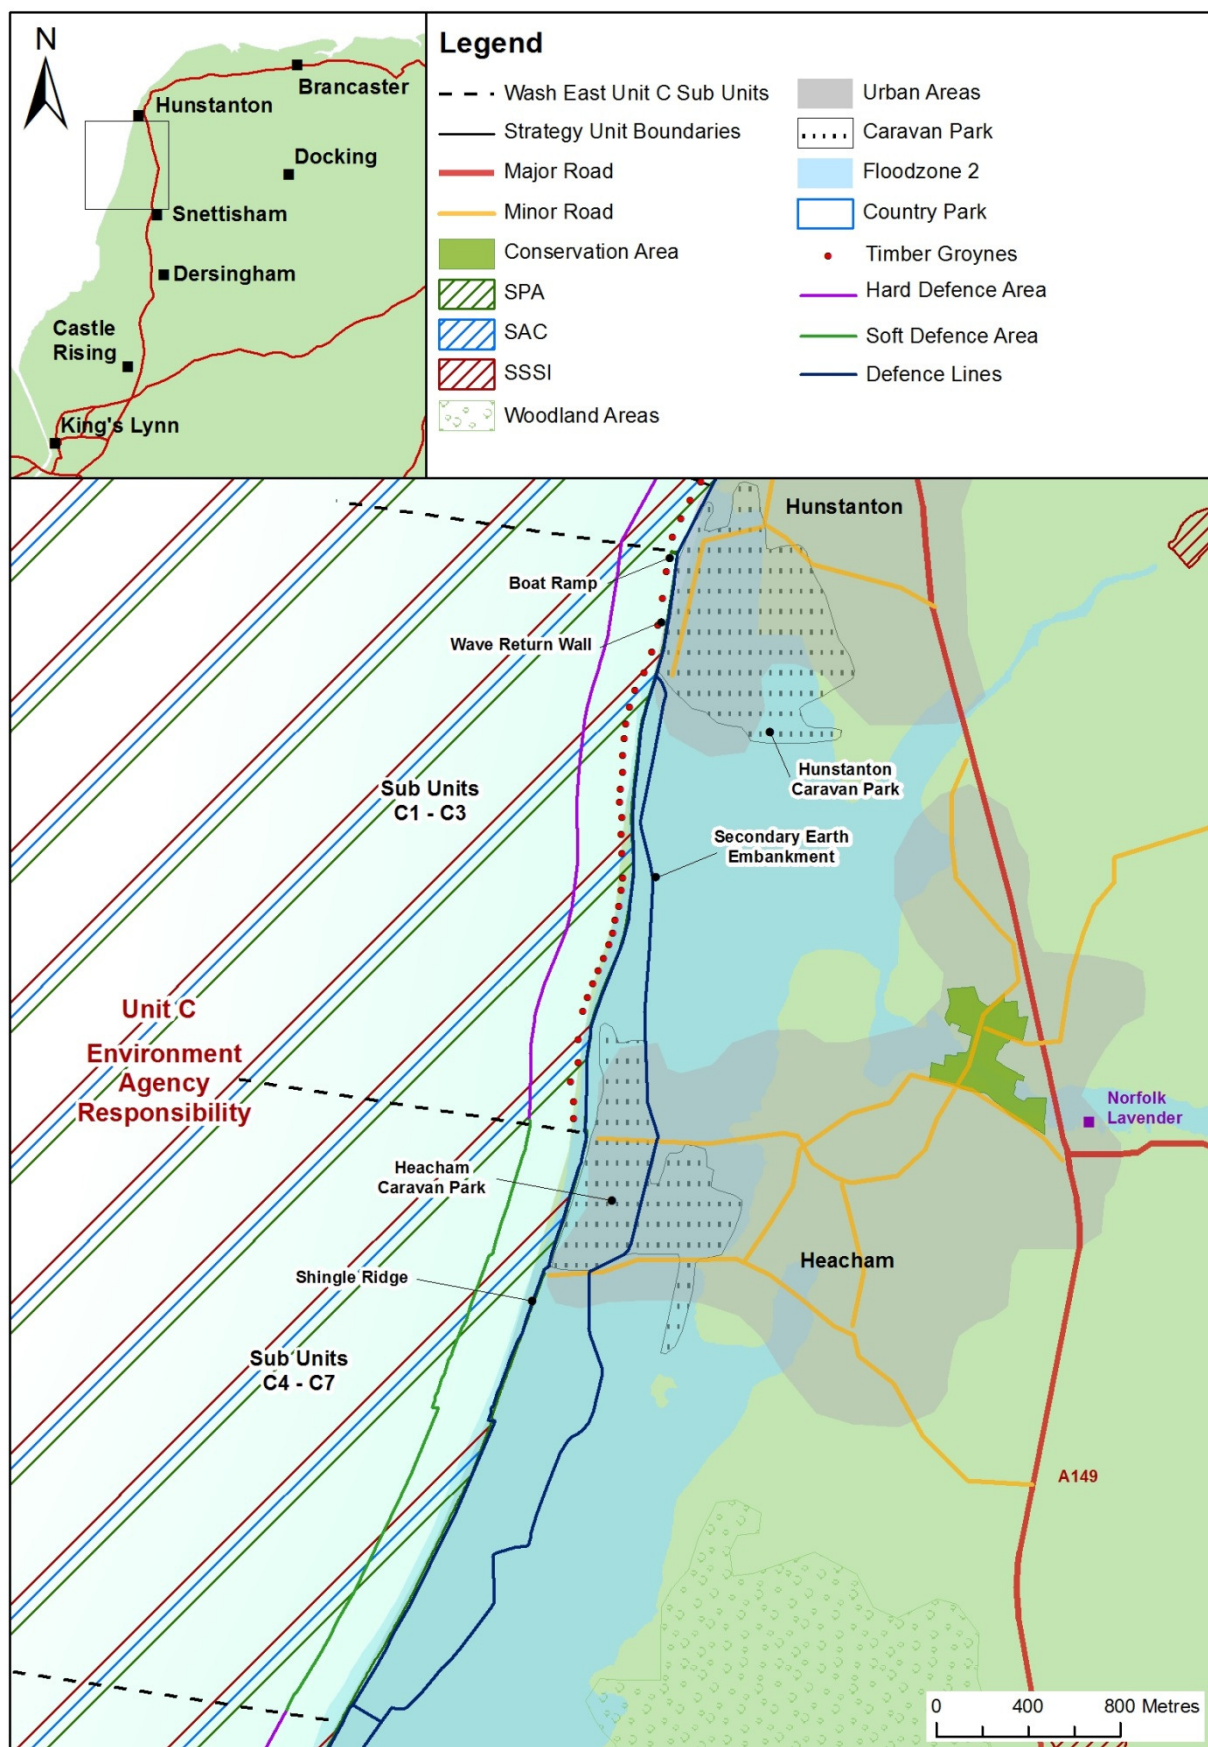 N
Brancaster
Hunstanton
Docking
Snettisham
Dersingham
Castle
Rising
King's Lynn
Legend
Wash East Unit C Sub Units
Strategy Unit Boundaries
Major Road
Minor Road
Conservation Area
SPA
SAC
SSSI
Woodland Areas
Urban Areas
Caravan Park
Floodzone 2
Country Park
Timber Groynes
Hard Defence Area
Soft Defence Area
Defence Lines
Hunstanton
Boat Ramp
Wave Return Wall
Hunstanton
Caravan Park
Sub Units
C1 - C3
Secondary Earth
Embankment
Unit C
Environment
Agency
Responsibility
Norfolk
Lavender
Heacham
Caravan Park
Heacham
Shingle Ridge
Sub Units
C4 - C7
A149
0 400 800 Metres